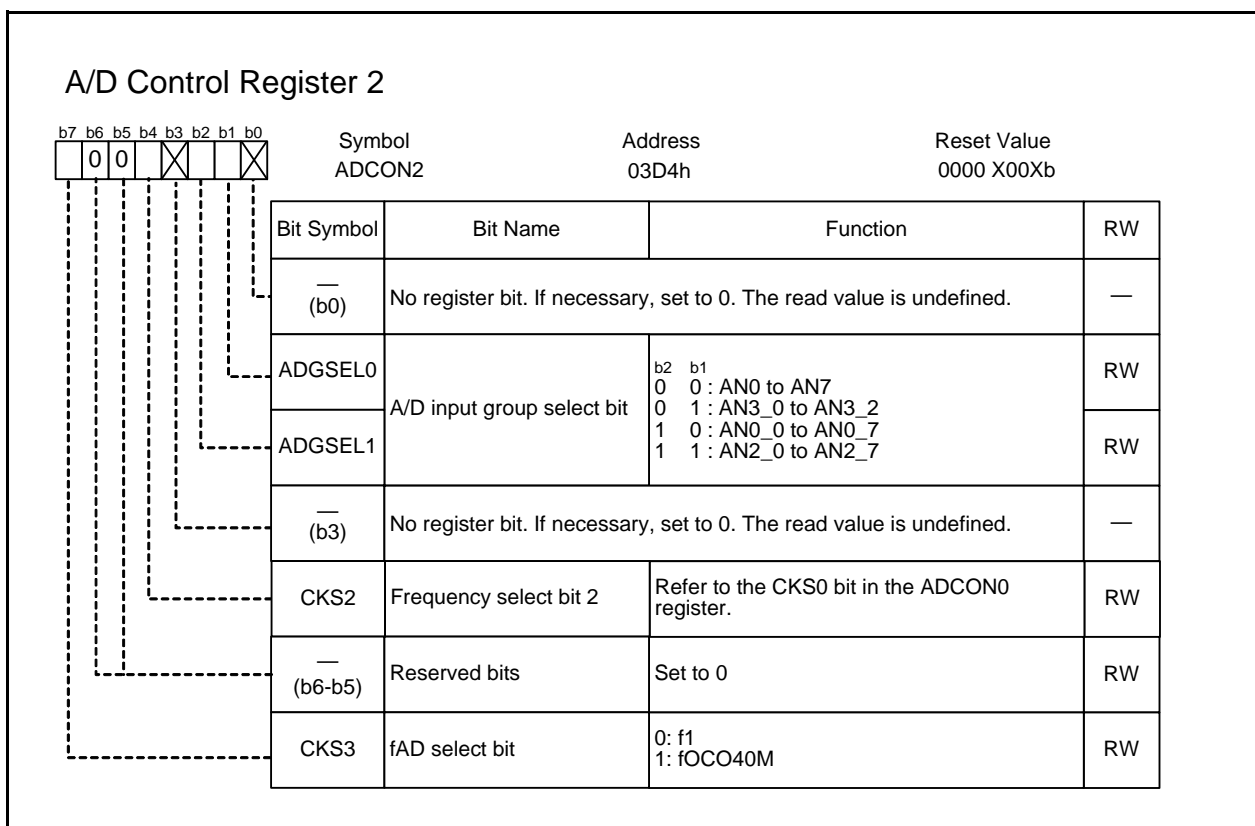 A/D Control Register 2
b7 b6 b5 b4 b3 b2 b1 b0
0 0
Symbol Address Reset Value
ADCON2 03D4h 0000 X00Xb
Bit Symbol Bit Name Function RW
—
(b0) No register bit. If necessary, set to 0. The read value is undefined. —
ADGSEL0 RW
A/D input group select bit
b2 b1
0 0 : AN0 to AN7
0 1 : AN3_0 to AN3_2
1 0 : AN0_0 to AN0_7
1 1 : AN2_0 to AN2_7
ADGSEL1 RW
—
(b3) No register bit. If necessary, set to 0. The read value is undefined. —
CKS2 Frequency select bit 2 Refer to the CKS0 bit in the ADCON0
register. RW
—
(b6-b5) Reserved bits Set to 0 RW
CKS3 fAD select bit 0: f1
1: fOCO40M RW